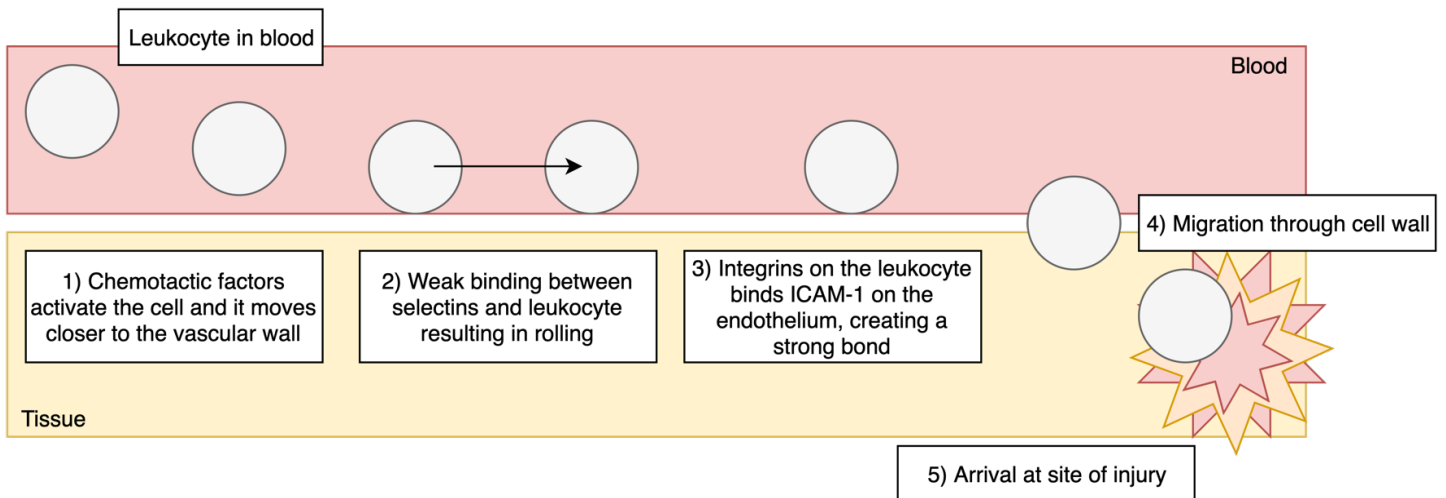 Leukocyte in blood
Blood
1) Chemotactic factors
activate the cell and it moves
closer to the vascular wall
2) Weak binding between
selectins and leukocyte
resulting in rolling
3) Integrins on the leukocyte
binds ICAM-1 on the
endothelium, creating a
strong bond
4) Migration through cell wall
Tissue
5) Arrival at site of injury